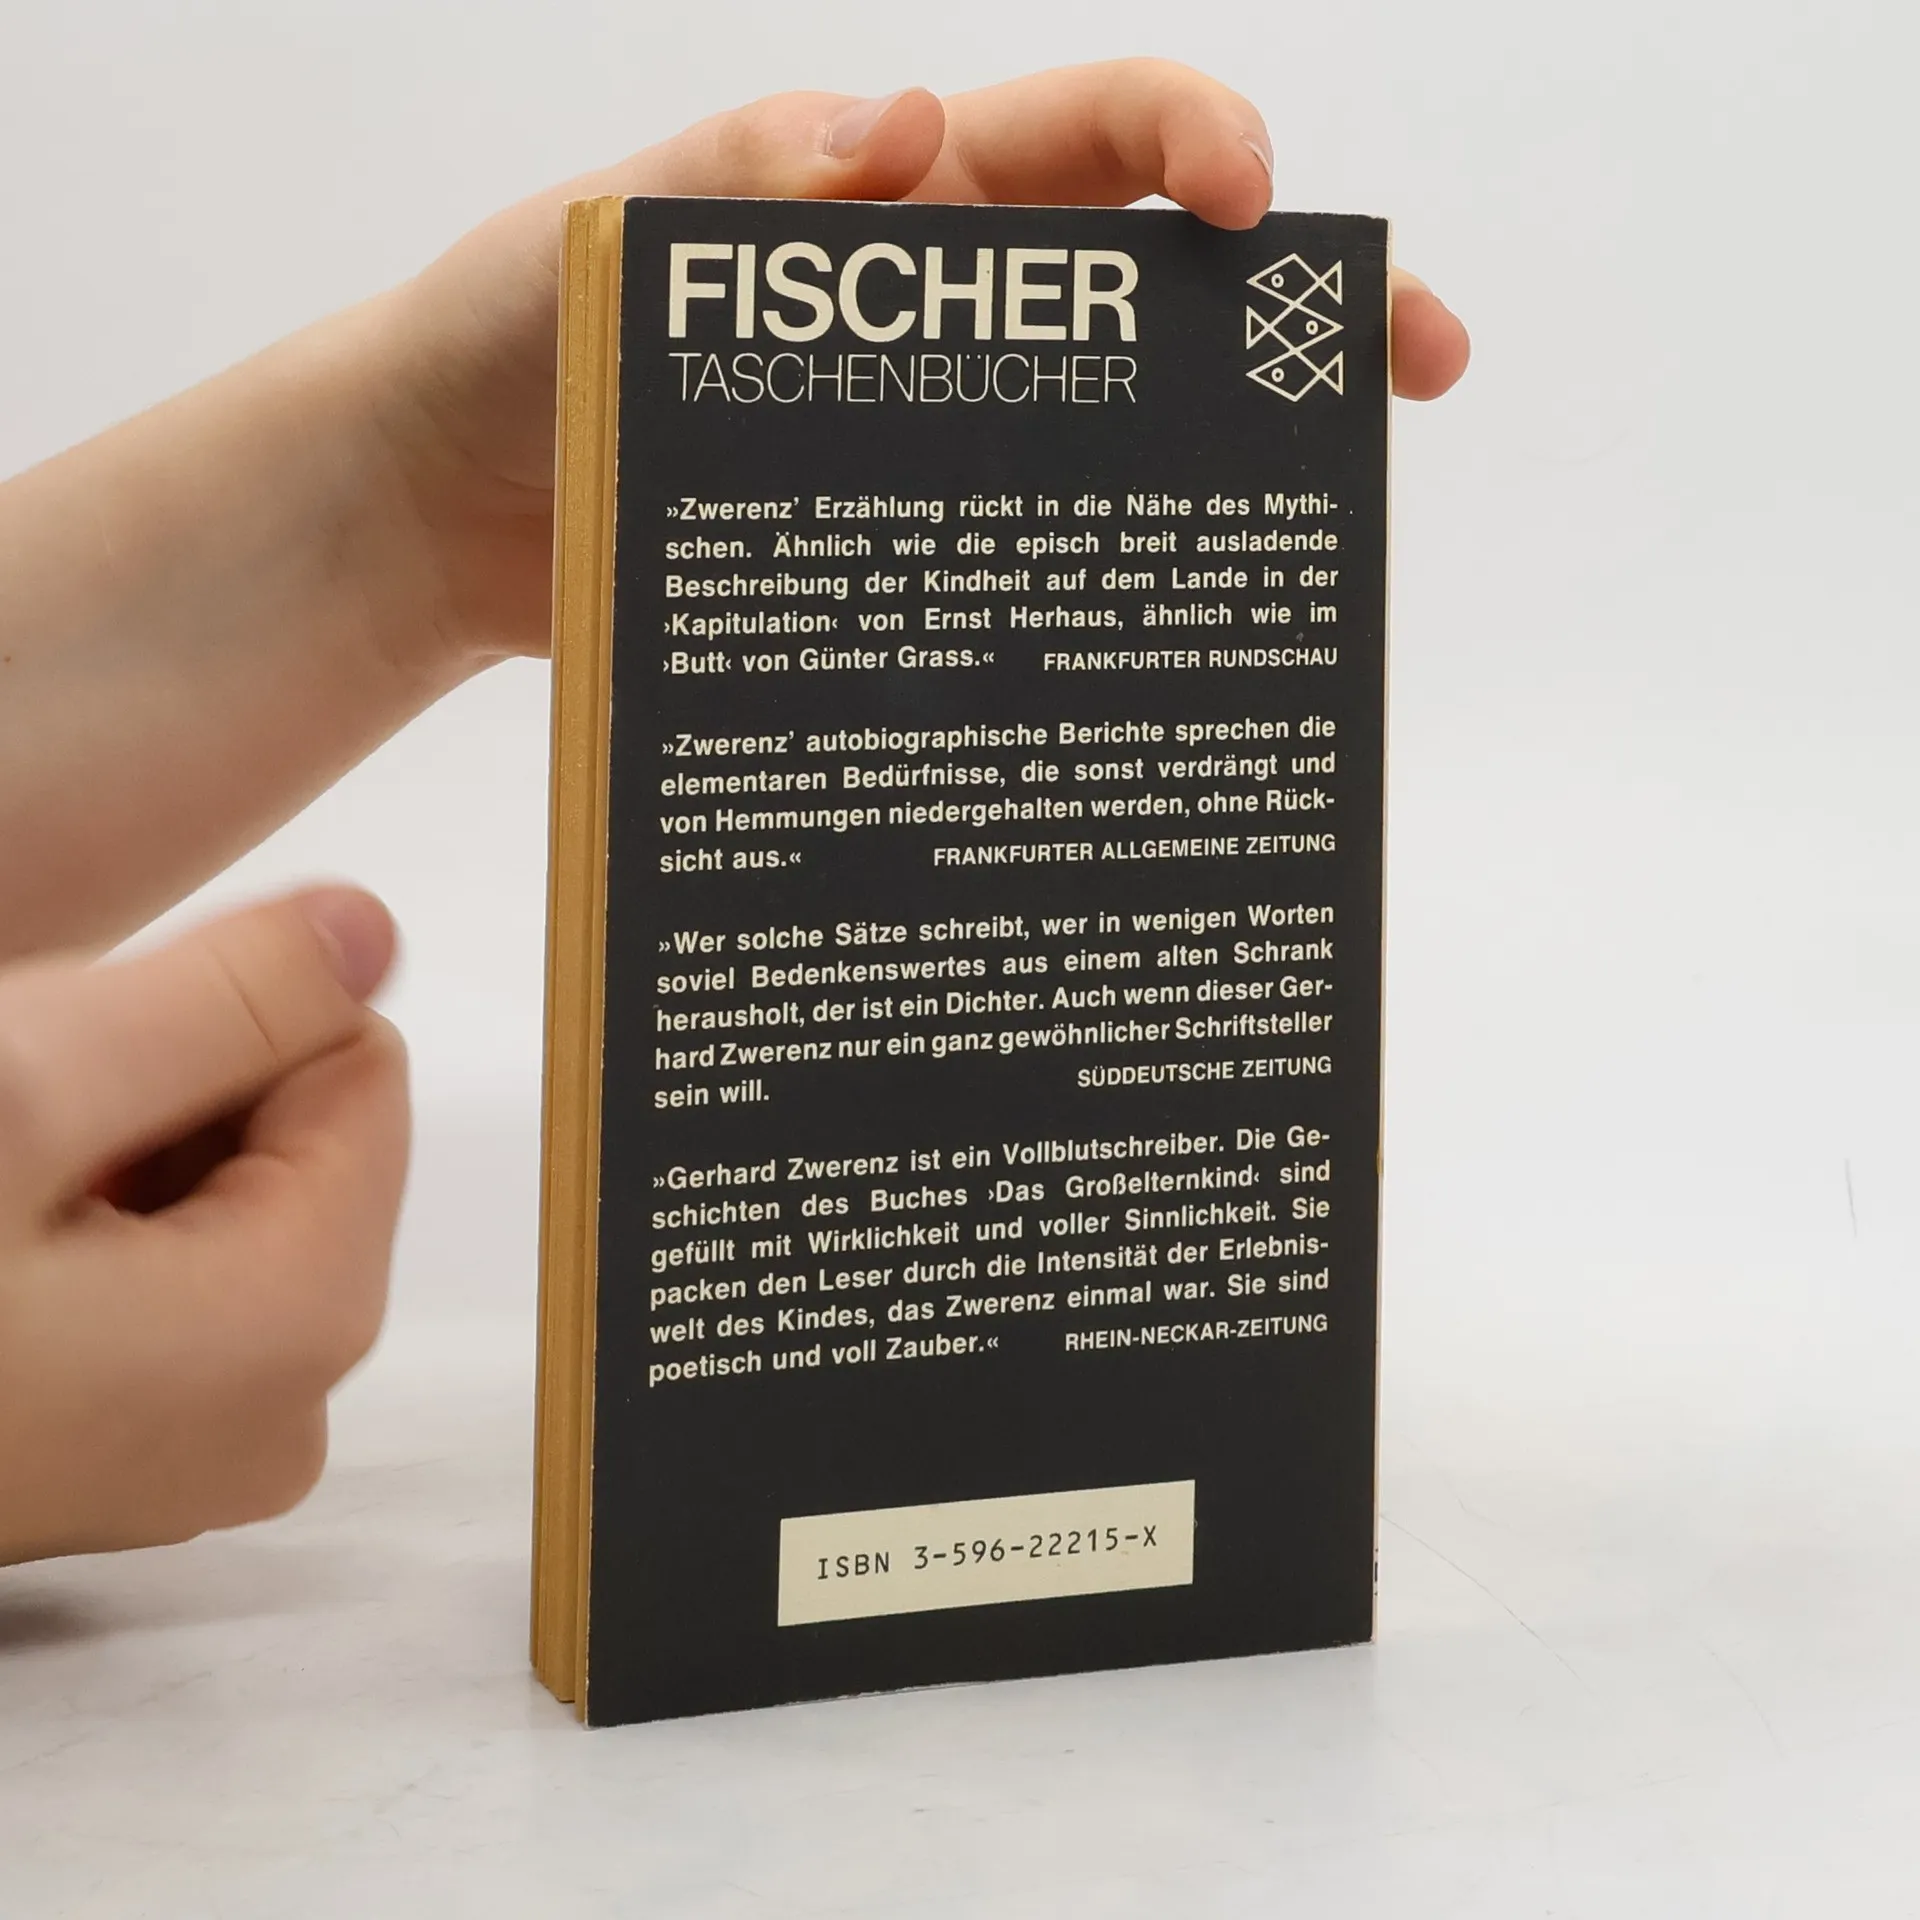 FISCHER
TASCHENBÜCHER
»Zwerenz’ Erzählung rückt in die Nähe des Mythi-
schen. Ähnlich wie die episch breit ausladende
Beschreibung der Kindheit auf dem Lande in der
›Kapitulation‹ von Ernst Herhaus, ähnlich wie im
›Butt‹ von Günter Grass.« FRANKFURTER RUNDSCHAU
»Zwerenz’ autobiographische Berichte sprechen die
elementaren Bedürfnisse, die sonst verdrängt und
von Hemmungen niedergehalten werden, ohne Rück-
sicht aus.« FRANKFURTER ALLGEMEINE ZEITUNG
»Wer solche Sätze schreibt, wer in wenigen Worten
soviel Bedenkenswertes aus einem alten Schrank
herausholt, der ist ein Dichter. Auch wenn dieser Ger-
hard Zwerenz nur ein ganz gewöhnlicher Schriftsteller
sein will. SÜDDEUTSCHE ZEITUNG
»Gerhard Zwerenz ist ein Vollblutschreiber. Die Ge-
schichten des Buches ›Das Großelternkind‹ sind
gefüllt mit Wirklichkeit und voller Sinnlichkeit. Sie
packen den Leser durch die Intensität der Erlebnis-
welt des Kindes, das Zwerenz einmal war. Sie sind
poetisch und voll Zauber.« RHEIN-NECKAR-ZEITUNG
ISBN 3-596-22215-X